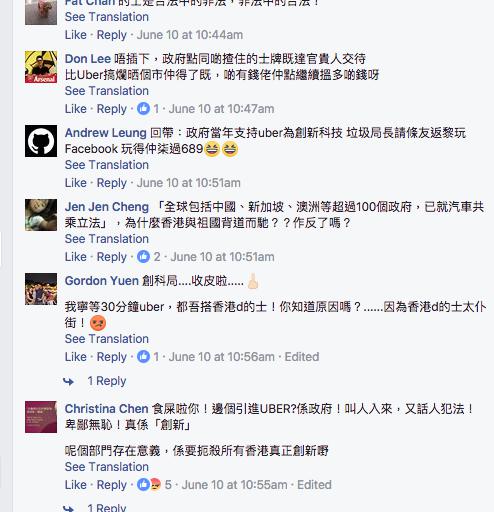 Fat Chan 的士是合法中的非法，非法中的合法！
See Translation
Like · Reply · June 10 at 10:44am
Don Lee 唔插下，政府點同啲揸住的士牌既達官貴人交待
比Uber搞爛晒個市仲得了既，啲有錢佬仲點繼續搵多啲錢呀
See Translation
Like · Reply · 1 · June 10 at 10:47am
Arsenal
Andrew Leung 回帶：政府當年支持uber為創新科技 垃圾局長請條友返黎玩
Facebook 玩得仲柒過689😆😆
See Translation
Like · Reply · June 10 at 10:51am
Jen Jen Cheng 「全球包括中國、新加坡、澳洲等超過100個政府，已就汽車共
乘立法」，為什麼香港與祖國背道而馳？？作反了嗎？
See Translation
Like · Reply · 2 · June 10 at 10:51am
Gordon Yuen 創科局....收皮啦.....🖕🏻
我寧等30分鐘uber，都吾搭香港d的士！你知道原因嗎？......因為香港d的士太仆
街！😡
See Translation
Like · Reply · 1 · June 10 at 10:56am · Edited
1 Reply
Christina Chen 食屎啦你！邊個引進UBER?係政府！叫人入來，又話人犯法！
卑鄙無恥！真係「創新」
呢個部門存在意義，係要扼殺所有香港真正創新嘢
See Translation
Like · Reply · 5 · June 10 at 10:55am · Edited
1 Reply